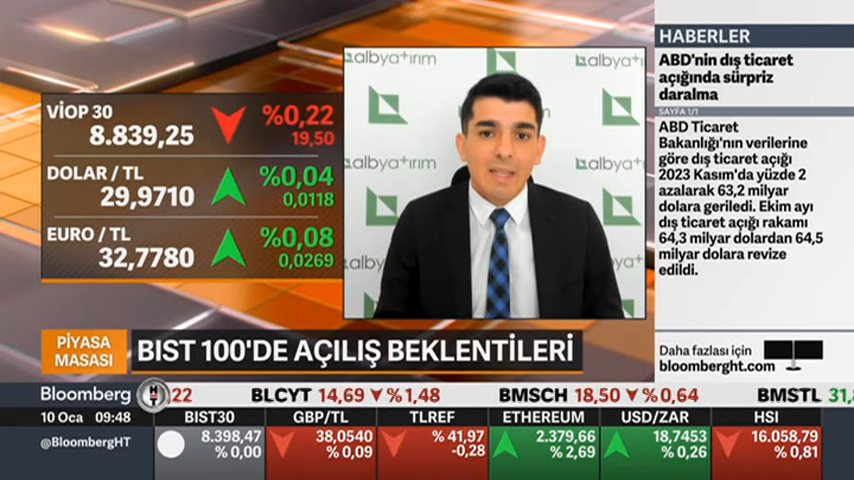 VİOP 30
8.839,25
%0,22
19,50
DOLAR / TL
29,9710
%0,04
0,0118
EURO / TL
32,7780
%0,08
0,0269
albyatırım
albyatırım
albyatırım
albyatırım
albyatırım
albyatırım
HABERLER
ABD'nin dış ticaret
açığında sürpriz
daralma
SAYFA 1/1
ABD Ticaret
Bakanlığı'nın verilerine
göre dış ticaret açığı
2023 Kasım'da yüzde 2
azalarak 63,2 milyar
dolara geriledi. Ekim ayı
dış ticaret açığı rakamı
64,3 milyar dolardan 64,5
milyar dolara revize
edildi.
Daha fazlası için
bloomberght.com
PİYASA
MASASI
BIST 100'DE AÇILIŞ BEKLENTİLERİ
Bloomberg HT ,22 BLCYT 14,69 %1,48 BMSCH 18,50 %0,64 BMSTL 31,
10 Oca 09:48
@BloombergHT
BIST30
8.398,47
% 0,00
GBP/TL
38,0540
% 0,09
TLREF
% 41,97
-0,28
ETHEREUM
2.379,66
% 2,69
USD/ZAR
18,7453
% 0,26
HSI
16.058,79
% 0,81